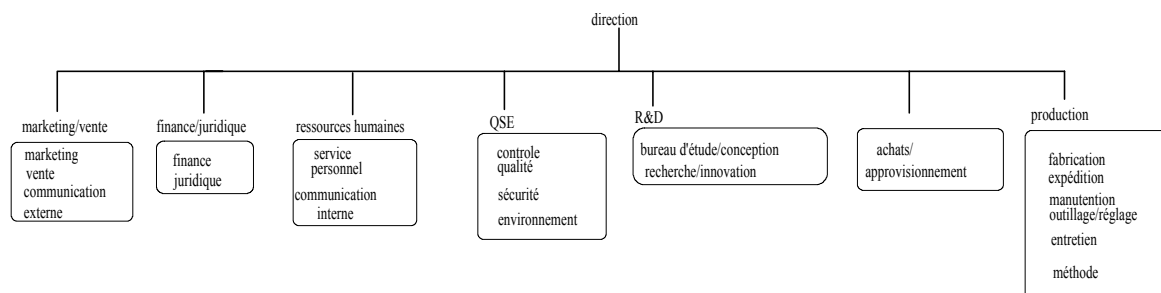 direction
marketing/vente
marketing
vente
communication
externe
finance/juridique
finance
juridique
ressources humaines
service
personnel
communication
interne
QSE
controle
qualité
sécurité
environnement
R&D
bureau d'étude/conception
recherche/innovation
achats/
approvisionnement
production
fabrication
expédition
manutention
outillage/réglage
entretien
méthode